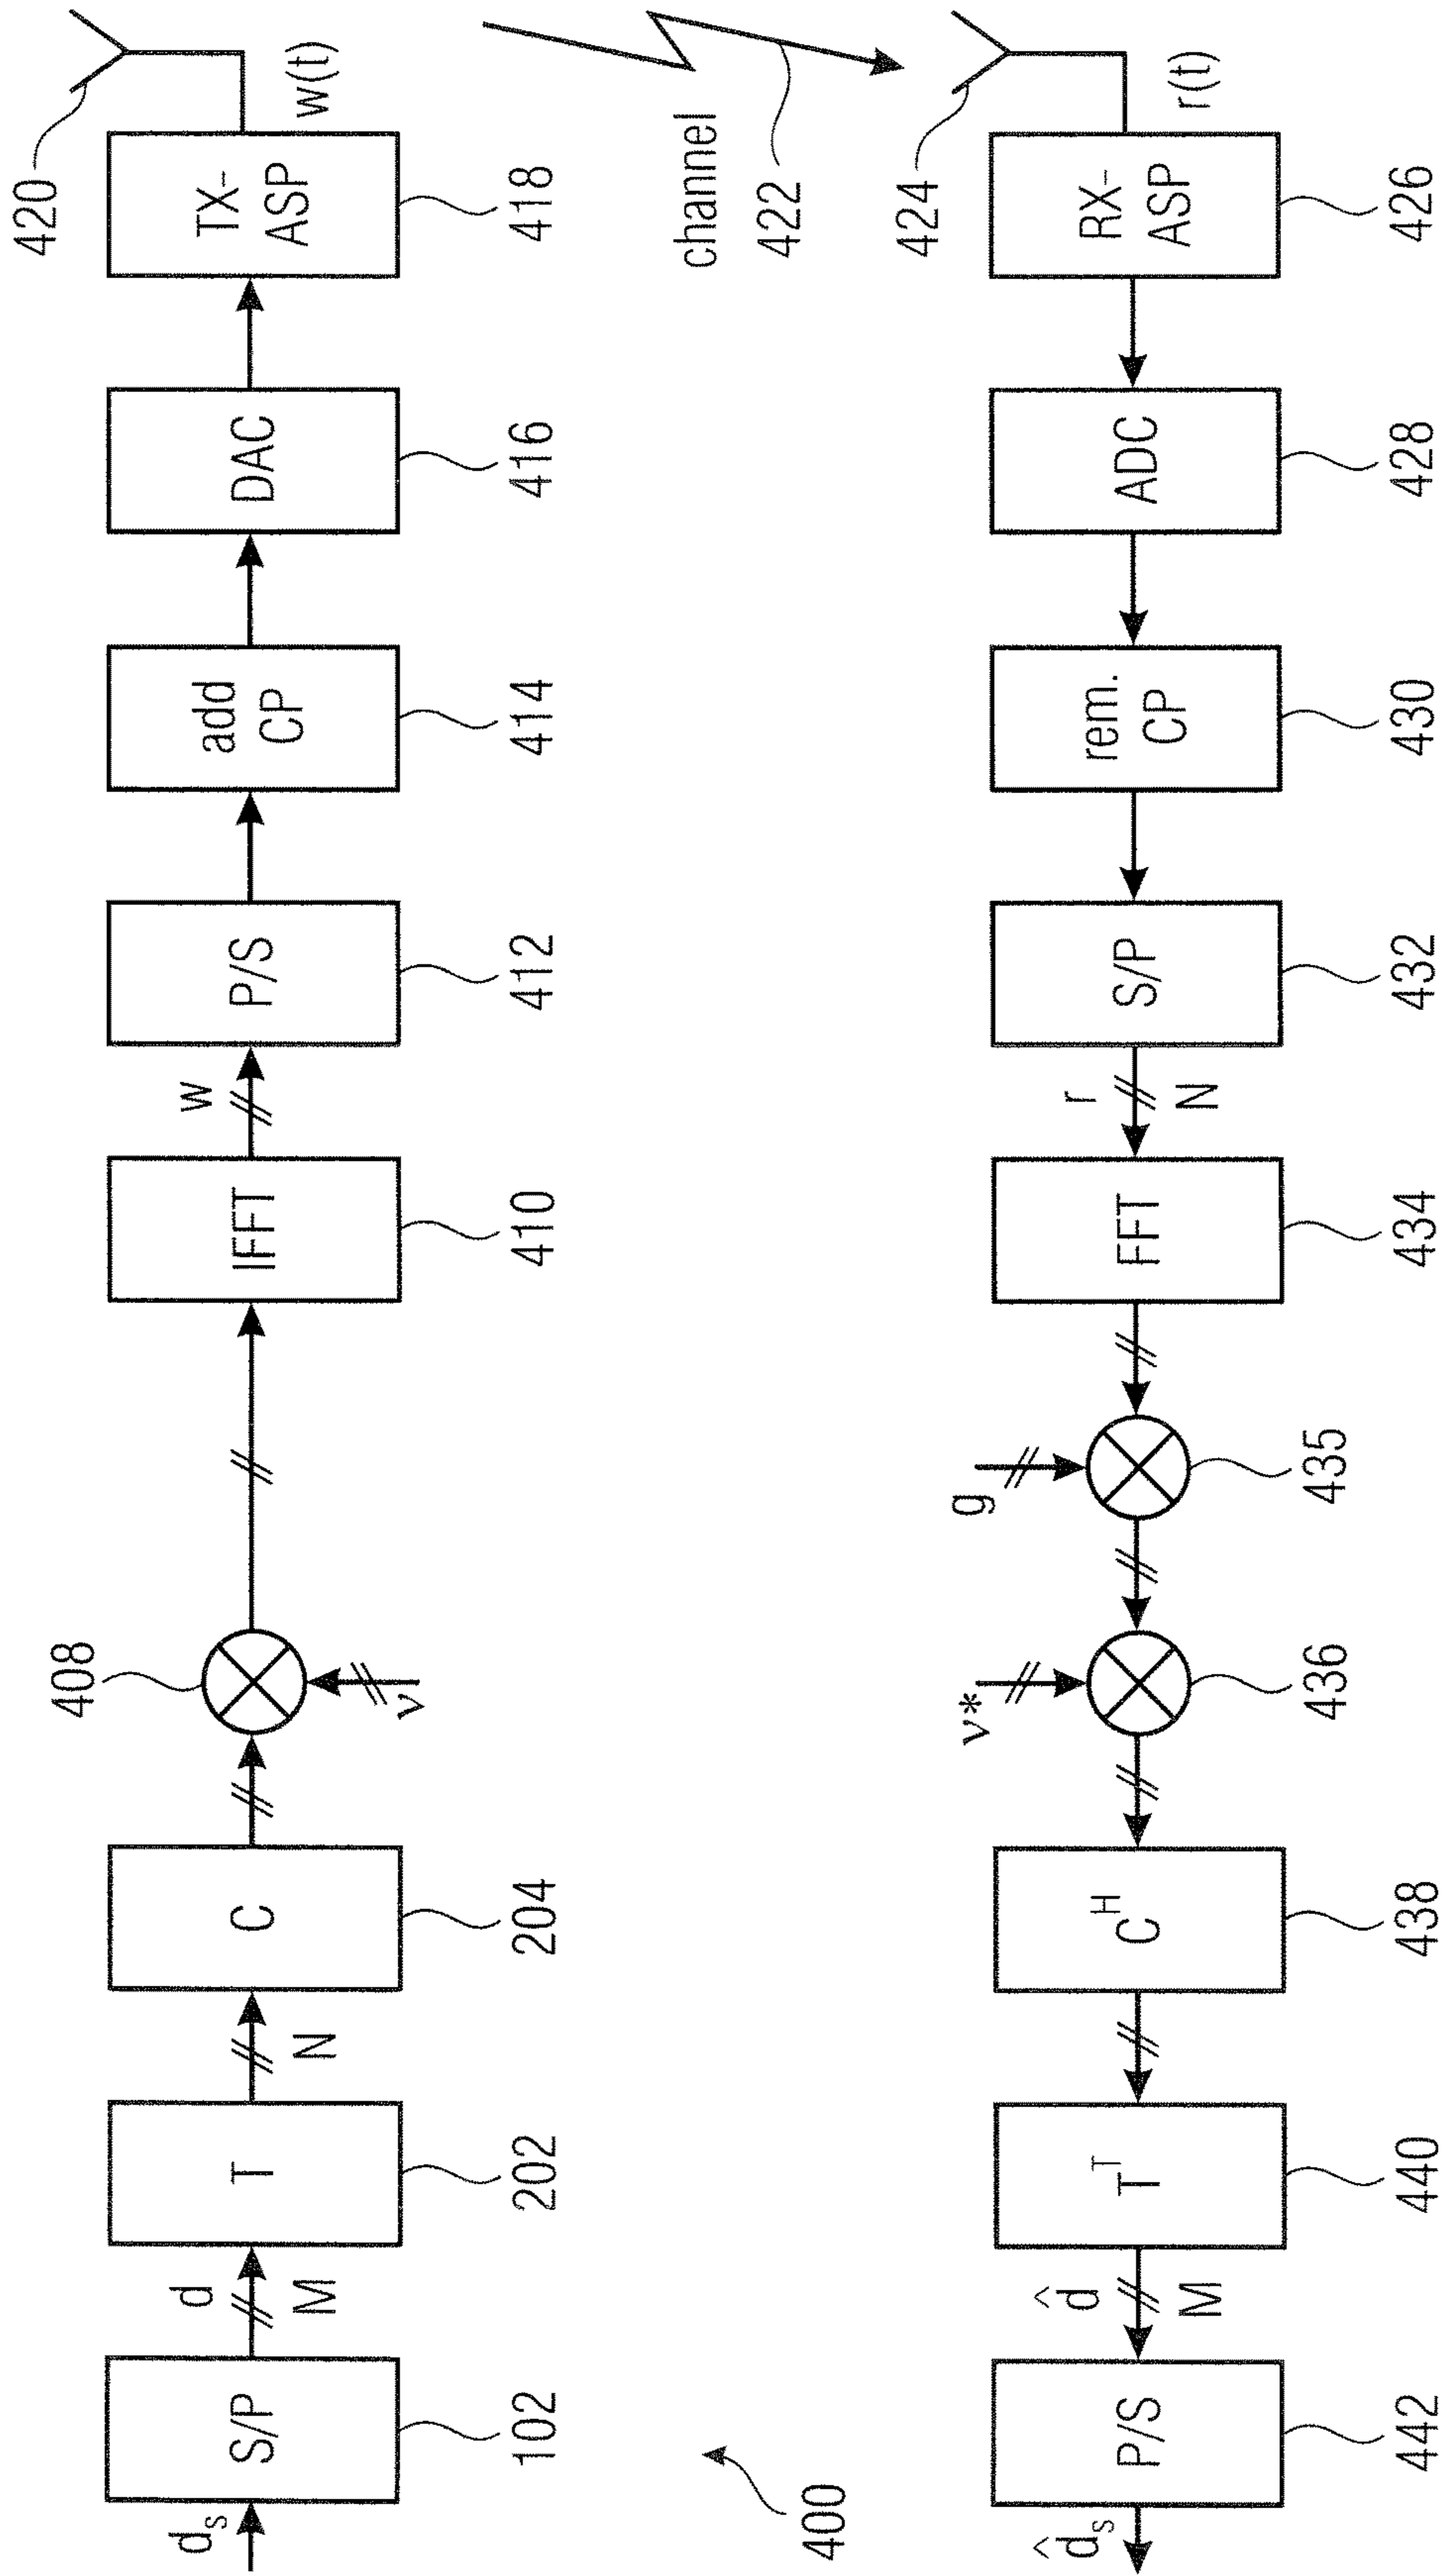 d_s
S/P
102
d
M
T
202
N
C
204
408
ν
IFFT
410
w
P/S
412
add
CP
414
DAC
416
TX-
ASP
418
w(t)
420
channel
422
424
r(t)
RX-
ASP
426
ADC
428
rem.
CP
430
S/P
432
r
N
FFT
434
g
435
ν*
436
C^H
438
T^T
440
d̂
M
P/S
442
d̂_s
400